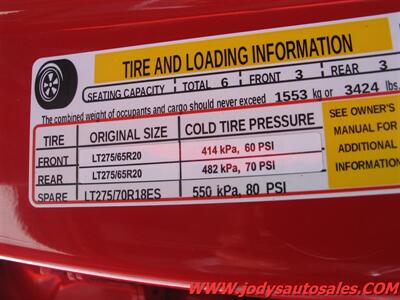 TIRE AND LOADING INFORMATION
SEATING CAPACITY TOTAL 6 FRONT 3 REAR 3
The combined weight of occupants and cargo should never exceed 1553 kg or 3424 lbs.
TIRE ORIGINAL SIZE COLD TIRE PRESSURE
FRONT LT275/65R20 414 kPa, 60 PSI
REAR LT275/65R20 482 kPa, 70 PSI
SPARE LT275/70R18ES 550 kPa, 80 PSI
SEE OWNER'S
MANUAL FOR
ADDITIONAL
INFORMATION
www.jodysautosales.com